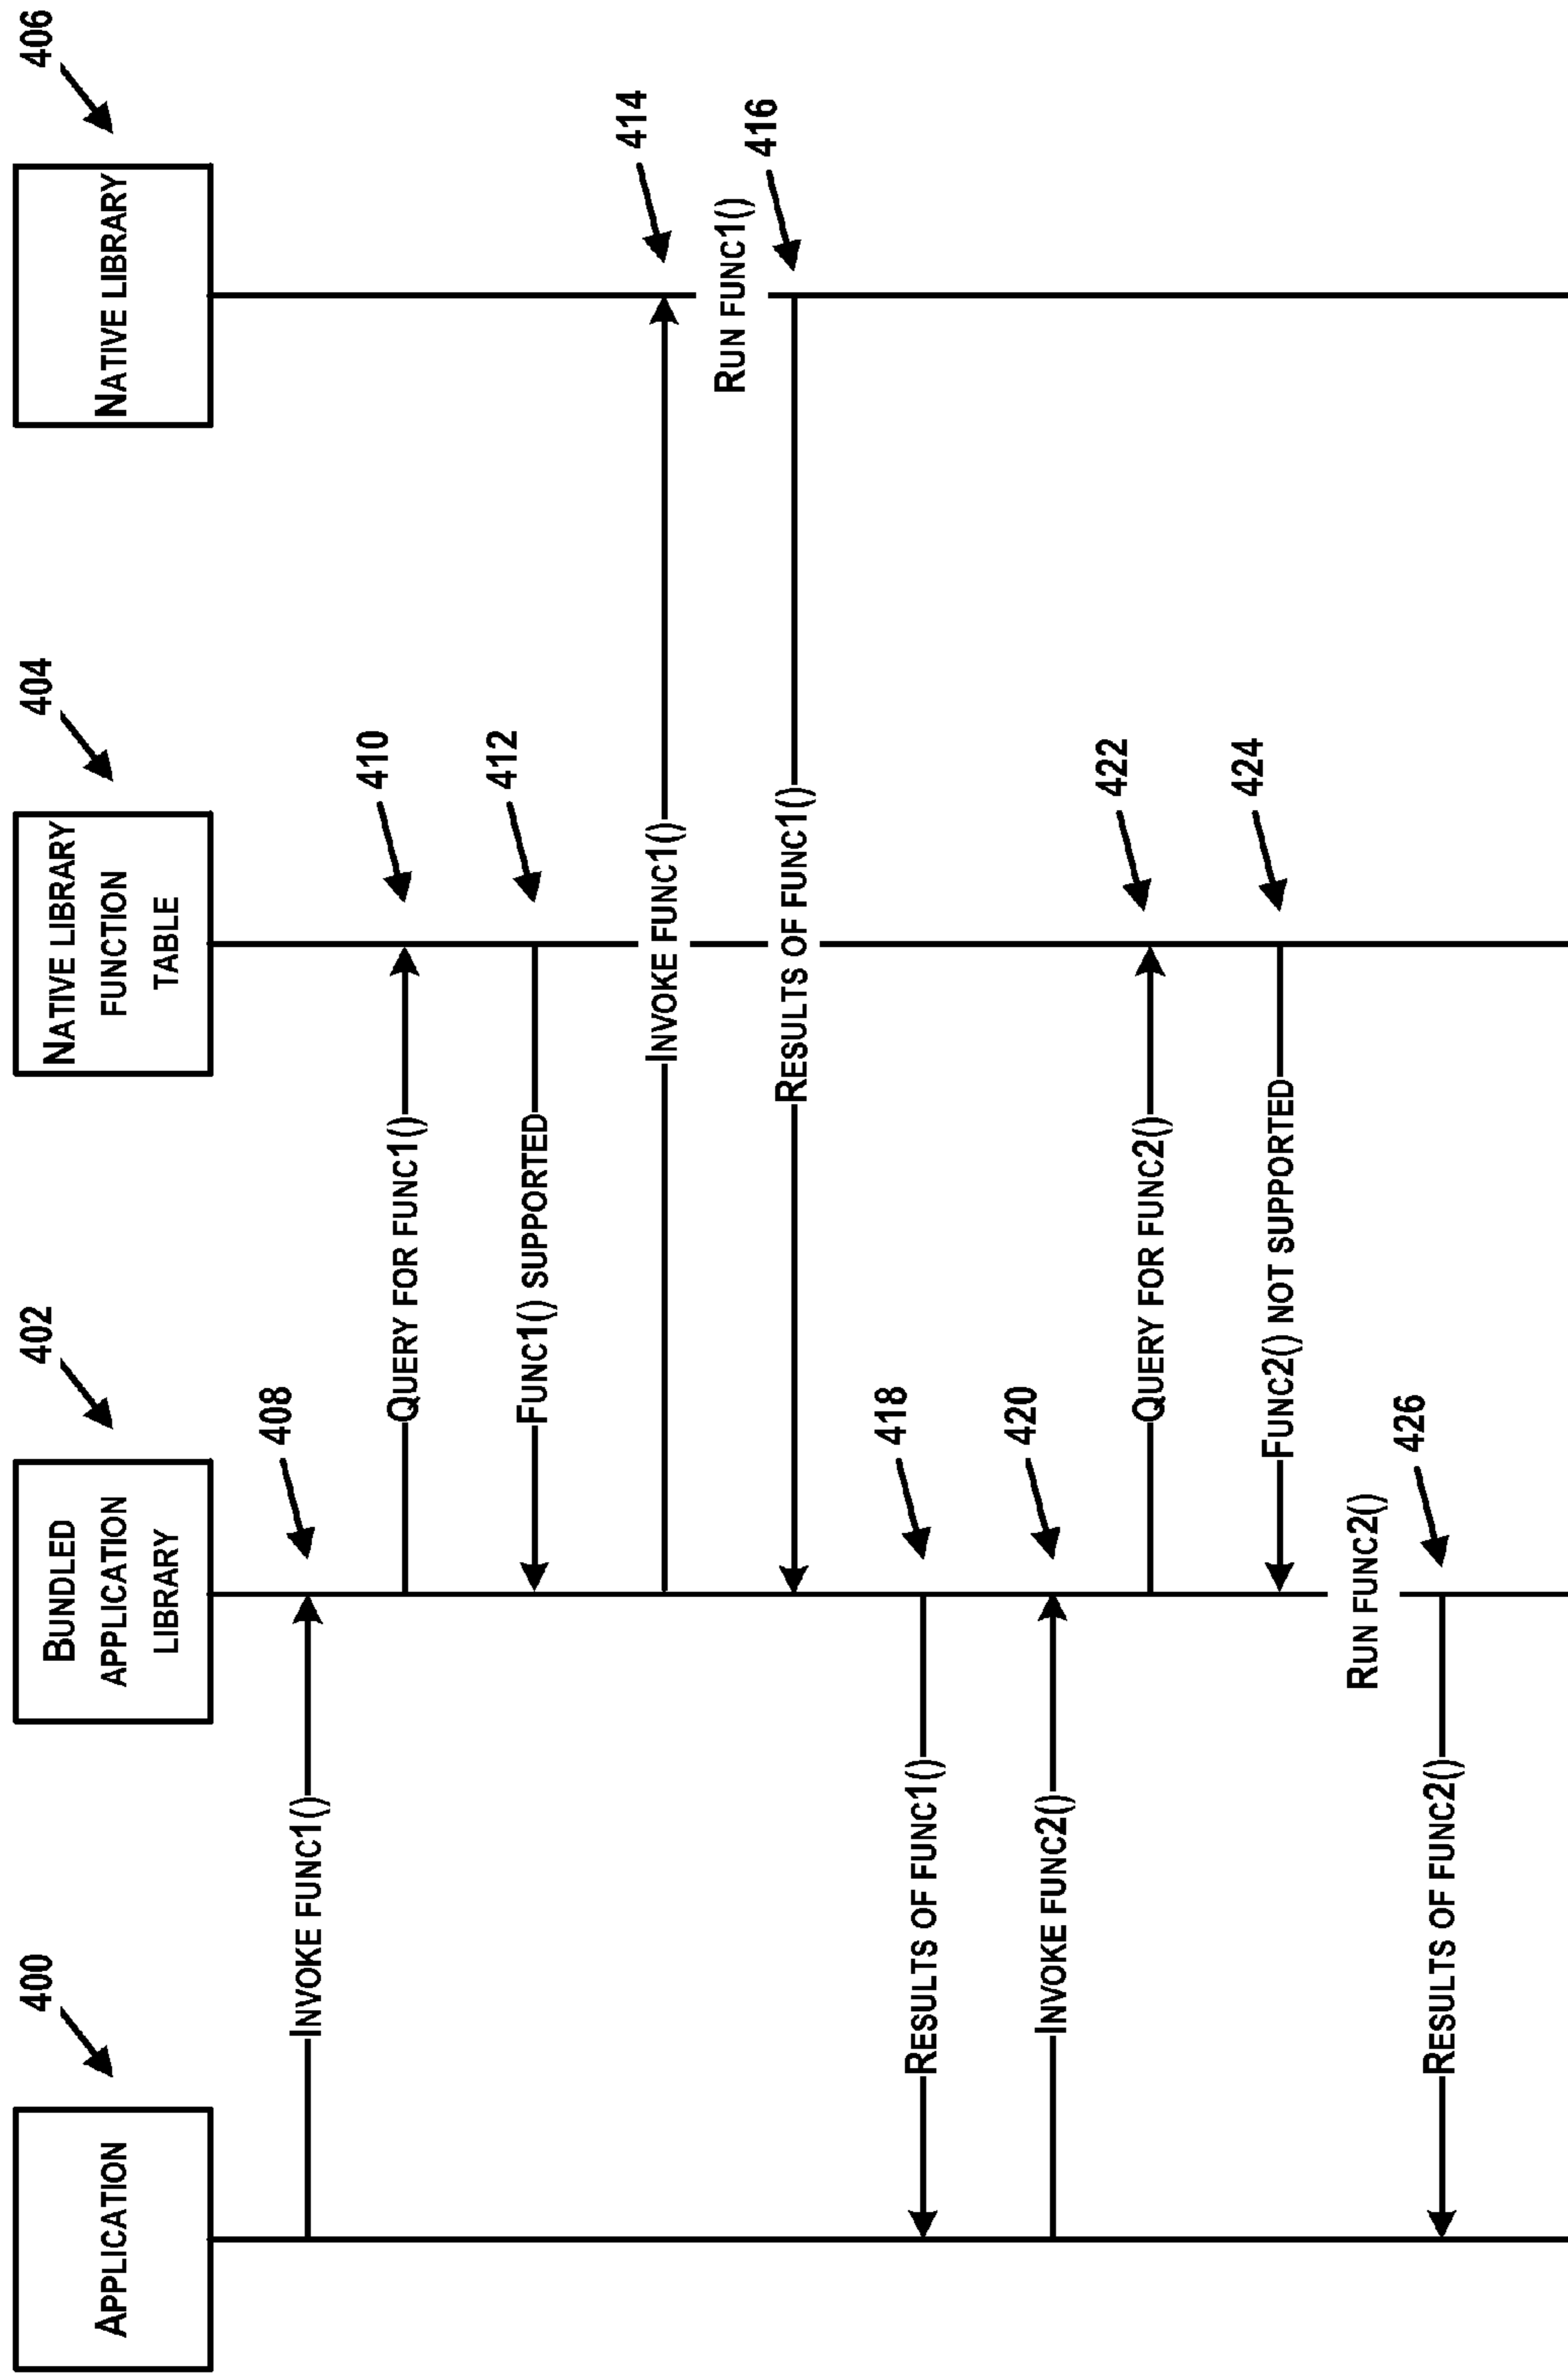 APPLICATION
400
BUNDLED
APPLICATION
LIBRARY
402
NATIVE LIBRARY
FUNCTION
TABLE
404
NATIVE LIBRARY
406
INVOKE FUNC1()
408
QUERY FOR FUNC1()
410
FUNC1() SUPPORTED
412
INVOKE FUNC1()
414
RUN FUNC1()
RESULTS OF FUNC1()
416
RESULTS OF FUNC1()
418
INVOKE FUNC2()
420
QUERY FOR FUNC2()
422
FUNC2() NOT SUPPORTED
424
RUN FUNC2()
RESULTS OF FUNC2()
426